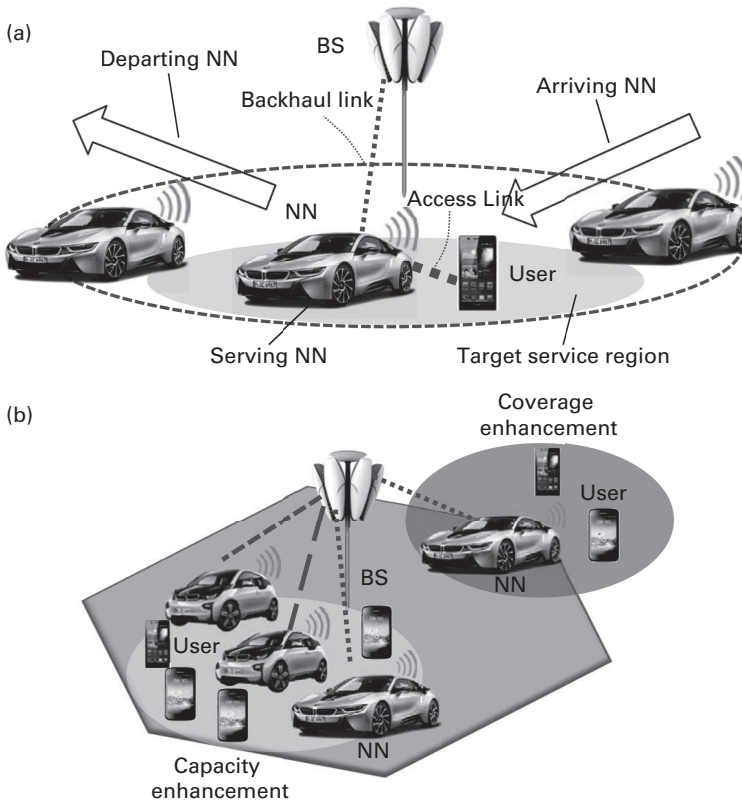 (a)
BS
Departing NN
Backhaul link
Arriving NN
NN
Access Link
User
Serving NN
Target service region
(b)
Coverage
enhancement
User
BS
NN
User
NN
Capacity
enhancement